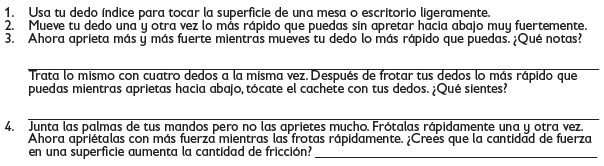 1. Usa tu dedo índice para tocar la superficie de una mesa o escritorio ligeramente.
2. Mueve tu dedo una y otra vez lo más rápido que puedas sin apretar hacia abajo muy fuertemente.
3. Ahora aprieta más y más fuerte mientras mueves tu dedo lo más rápido que puedas. ¿Qué notas?
Trata lo mismo con cuatro dedos a la misma vez. Después de frotar tus dedos lo más rápido que
puedas mientras aprietas hacia abajo, tócate el cachete con tus dedos. ¿Qué sientes?
4. Junta las palmas de tus mandos pero no las aprietes mucho. Frótalas rápidamente una y otra vez.
Ahora apriétalas con más fuerza mientras las frotas rápidamente. ¿Crees que la cantidad de fuerza
en una superficie aumenta la cantidad de fricción?